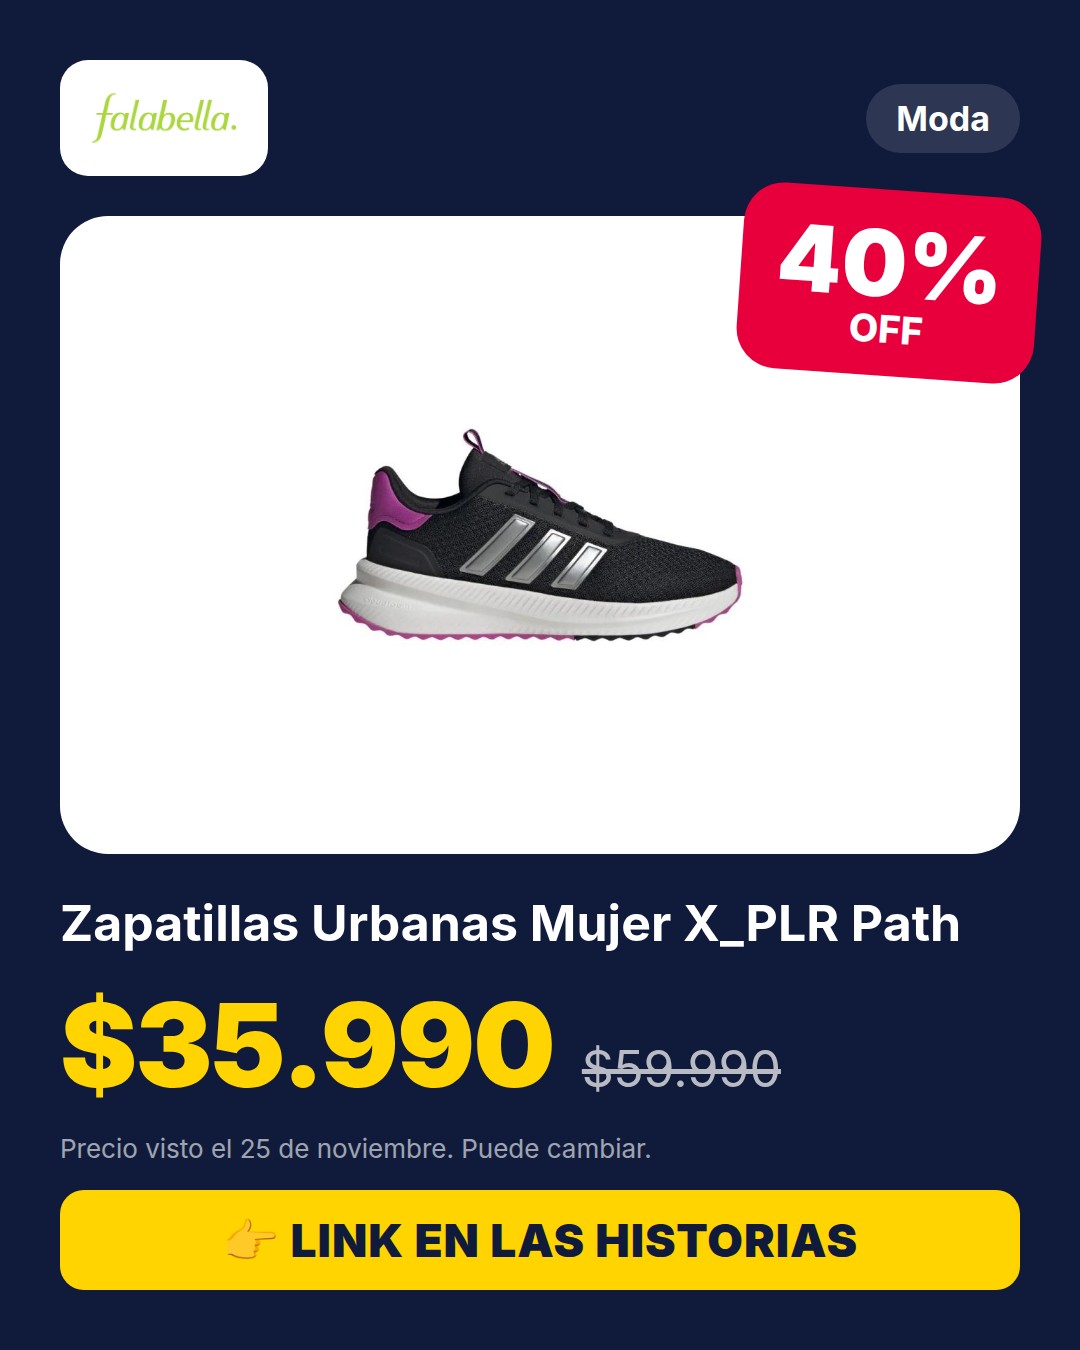 falabella.
Moda
40%
OFF
Zapatillas Urbanas Mujer X_PLR Path
$35.990 $59.990
Precio visto el 25 de noviembre. Puede cambiar.
👉 LINK EN LAS HISTORIAS